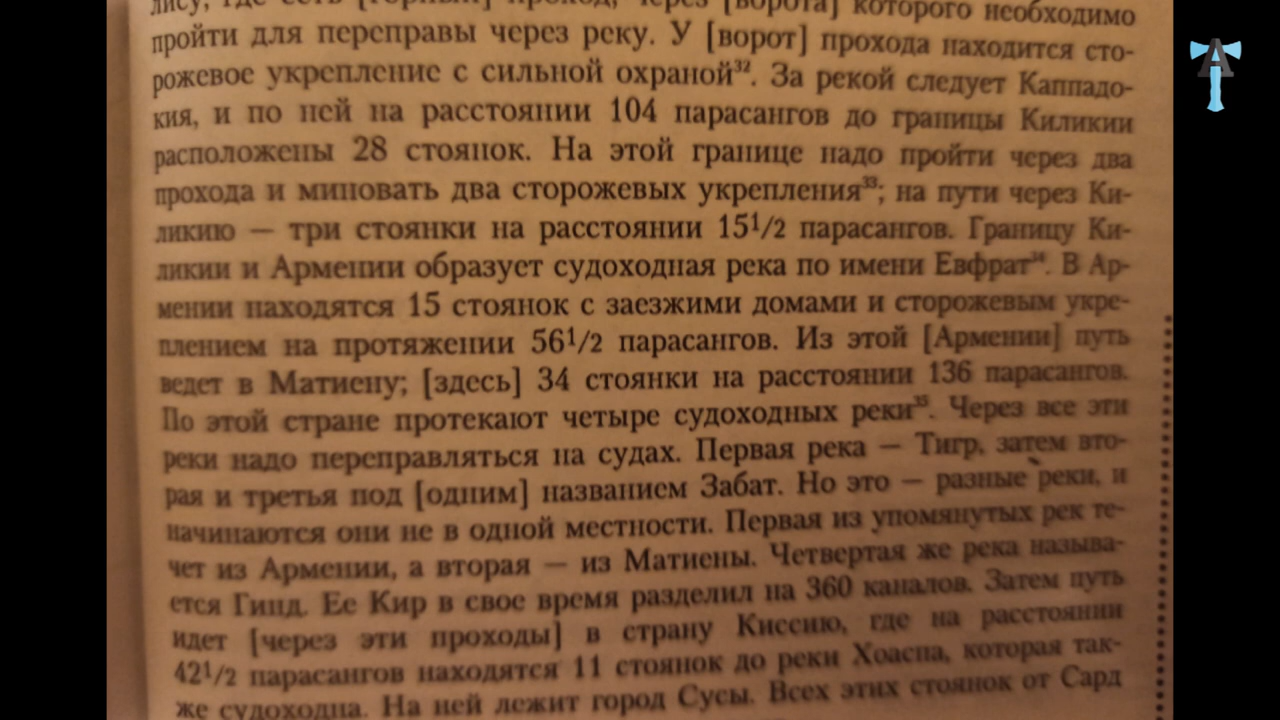 лису, где есть [горный] проход, через [ворота] которого необходимо
пройти для переправы через реку. У [ворот] прохода находится сто-
рожевое укрепление с сильной охраной³². За рекой следует Каппадо-
кия, и по ней на расстоянии 104 парасангов до границы Киликии
расположены 28 стоянок. На этой границе надо пройти через два
прохода и миновать два сторожевых укрепления³³; на пути через Ки-
ликию — три стоянки на расстоянии 15¹/2 парасангов. Границу Ки-
ликии и Армении образует судоходная река по имени Евфрат³⁴. В Ар-
мении находятся 15 стоянок с заезжими домами и сторожевым укре-
плением на протяжении 56¹/2 парасангов. Из этой [Армении] путь
ведет в Матиену; [здесь] 34 стоянки на расстоянии 136 парасангов.
По этой стране протекают четыре судоходных реки³⁵. Через все эти
реки надо переправляться на судах. Первая река — Тигр, затем вто-
рая и третья под [одним] названием Забат. Но это — разные реки, и
начинаются они не в одной местности. Первая из упомянутых рек те-
чет из Армении, а вторая — из Матиены. Четвертая же река называ-
ется Гинд. Ее Кир в свое время разделил на 360 каналов. Затем путь
идет [через эти проходы] в страну Киссию, где на расстоянии
42¹/2 парасангов находятся 11 стоянок до реки Хоаспа, которая так-
же судоходна. На ней лежит город Сусы. Всех этих стоянок от Сард